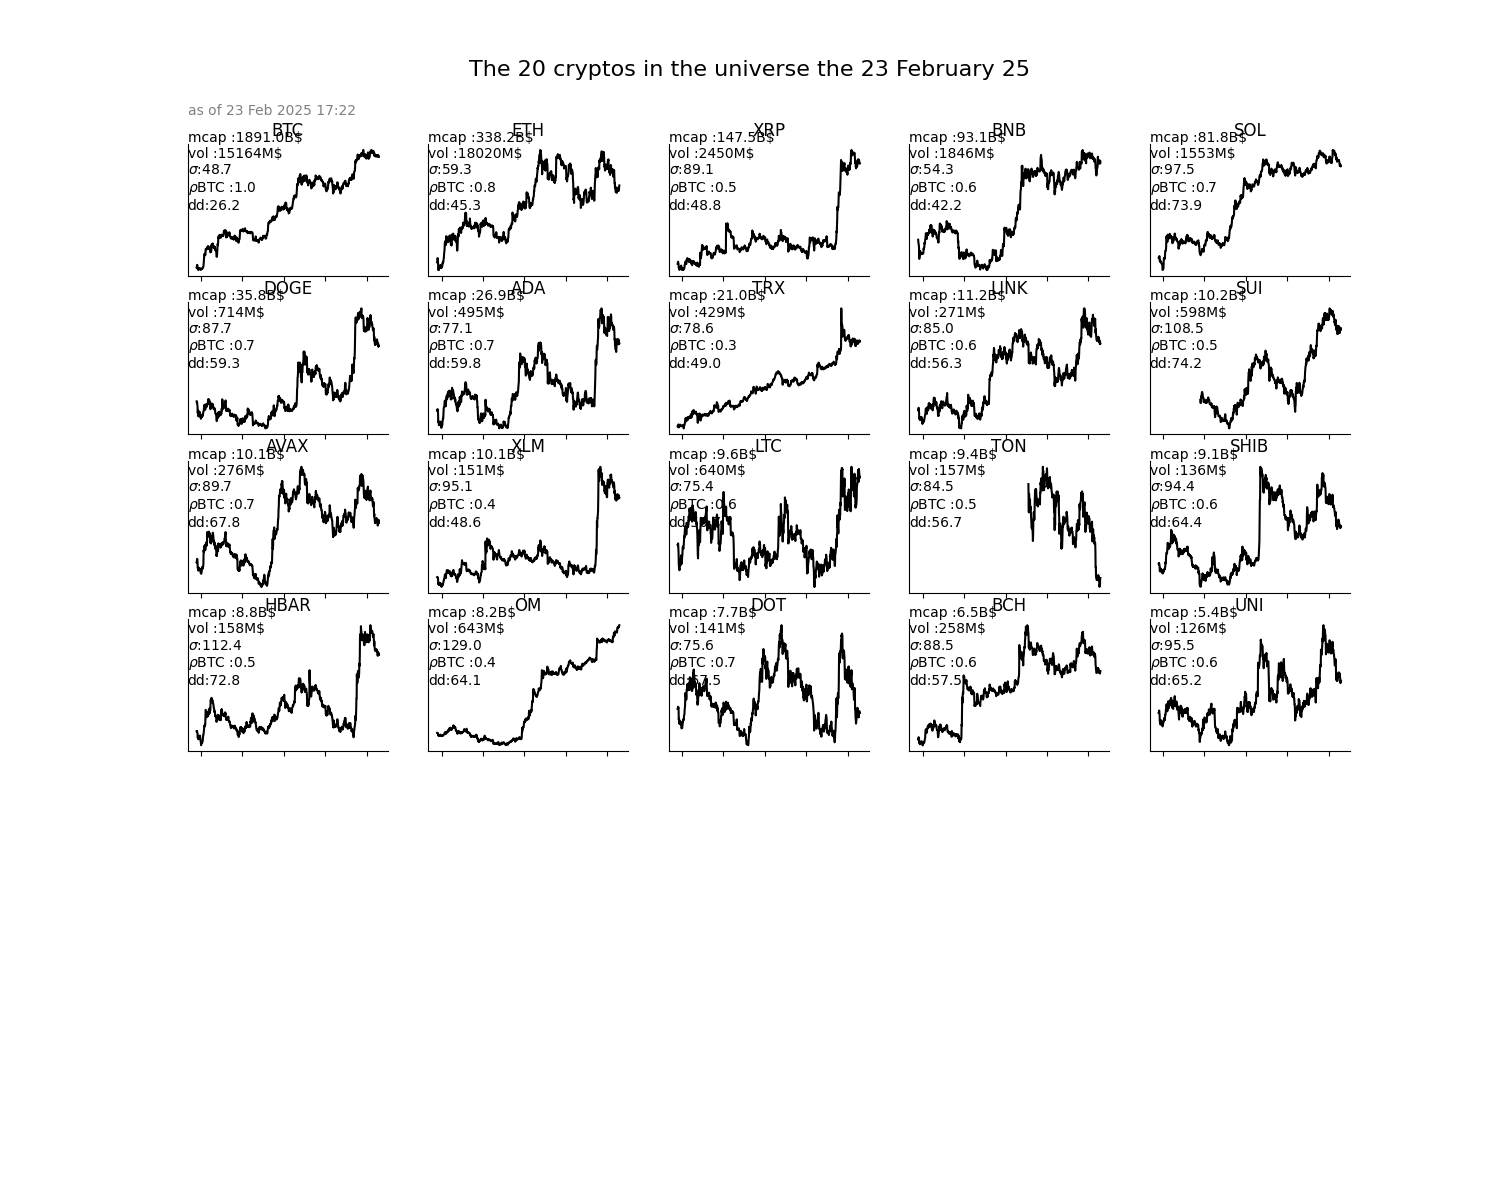 The 20 cryptos in the universe the 23 February 25
as of 23 Feb 2025 17:22
BTC
mcap :1891.0B$
vol :15164M$
σ:48.7
ρBTC :1.0
dd:26.2
ETH
mcap :338.2B$
vol :18020M$
σ:59.3
ρBTC :0.8
dd:45.3
XRP
mcap :147.5B$
vol :2450M$
σ:89.1
ρBTC :0.5
dd:48.8
BNB
mcap :93.1B$
vol :1846M$
σ:54.3
ρBTC :0.6
dd:42.2
SOL
mcap :81.8B$
vol :1553M$
σ:97.5
ρBTC :0.7
dd:73.9
DOGE
mcap :35.8B$
vol :714M$
σ:87.7
ρBTC :0.7
dd:59.3
ADA
mcap :26.9B$
vol :495M$
σ:77.1
ρBTC :0.7
dd:59.8
TRX
mcap :21.0B$
vol :429M$
σ:78.6
ρBTC :0.3
dd:49.0
LINK
mcap :11.2B$
vol :271M$
σ:85.0
ρBTC :0.6
dd:56.3
SUI
mcap :10.2B$
vol :598M$
σ:108.5
ρBTC :0.5
dd:74.2
AVAX
mcap :10.1B$
vol :276M$
σ:89.7
ρBTC :0.7
dd:67.8
XLM
mcap :10.1B$
vol :151M$
σ:95.1
ρBTC :0.4
dd:48.6
LTC
mcap :9.6B$
vol :640M$
σ:75.4
ρBTC :0.6
TON
mcap :9.4B$
vol :157M$
σ:84.5
ρBTC :0.5
dd:56.7
SHIB
mcap :9.1B$
vol :136M$
σ:94.4
ρBTC :0.6
dd:64.4
HBAR
mcap :8.8B$
vol :158M$
σ:112.4
ρBTC :0.5
dd:72.8
OM
mcap :8.2B$
vol :643M$
σ:129.0
ρBTC :0.4
dd:64.1
DOT
mcap :7.7B$
vol :141M$
σ:75.6
ρBTC :0.7
dd:67.5
BCH
mcap :6.5B$
vol :258M$
σ:88.5
ρBTC :0.6
dd:57.5
UNI
mcap :5.4B$
vol :126M$
σ:95.5
ρBTC :0.6
dd:65.2